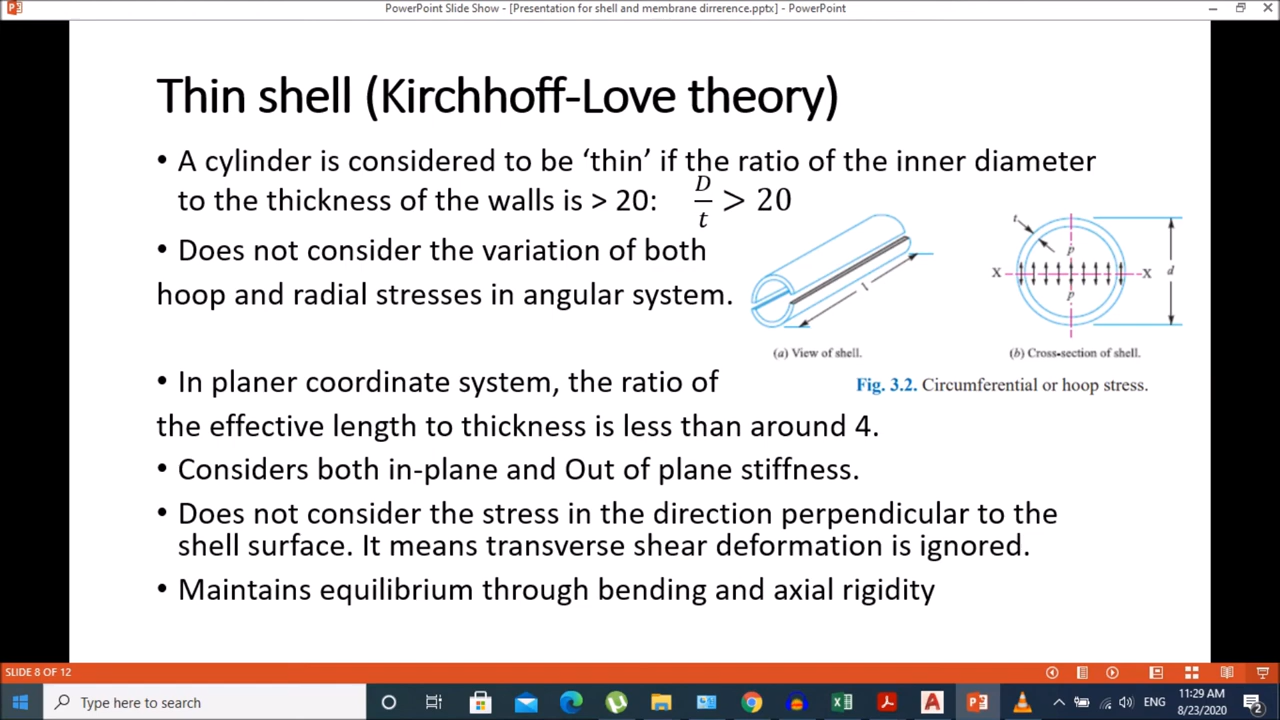 PowerPoint Slide Show - [Presentation for shell and membrane dirrerence.pptx] - PowerPoint
Thin shell (Kirchhoff-Love theory)
• A cylinder is considered to be ‘thin’ if the ratio of the inner diameter
to the thickness of the walls is > 20: D/t > 20
• Does not consider the variation of both
hoop and radial stresses in angular system.
t
p
X X d
p
l
(a) View of shell. (b) Cross-section of shell.
Fig. 3.2. Circumferential or hoop stress.
• In planer coordinate system, the ratio of
the effective length to thickness is less than around 4.
• Considers both in-plane and Out of plane stiffness.
• Does not consider the stress in the direction perpendicular to the
shell surface. It means transverse shear deformation is ignored.
• Maintains equilibrium through bending and axial rigidity
SLIDE 8 OF 12
Type here to search
ENG
11:29 AM
8/23/2020
2